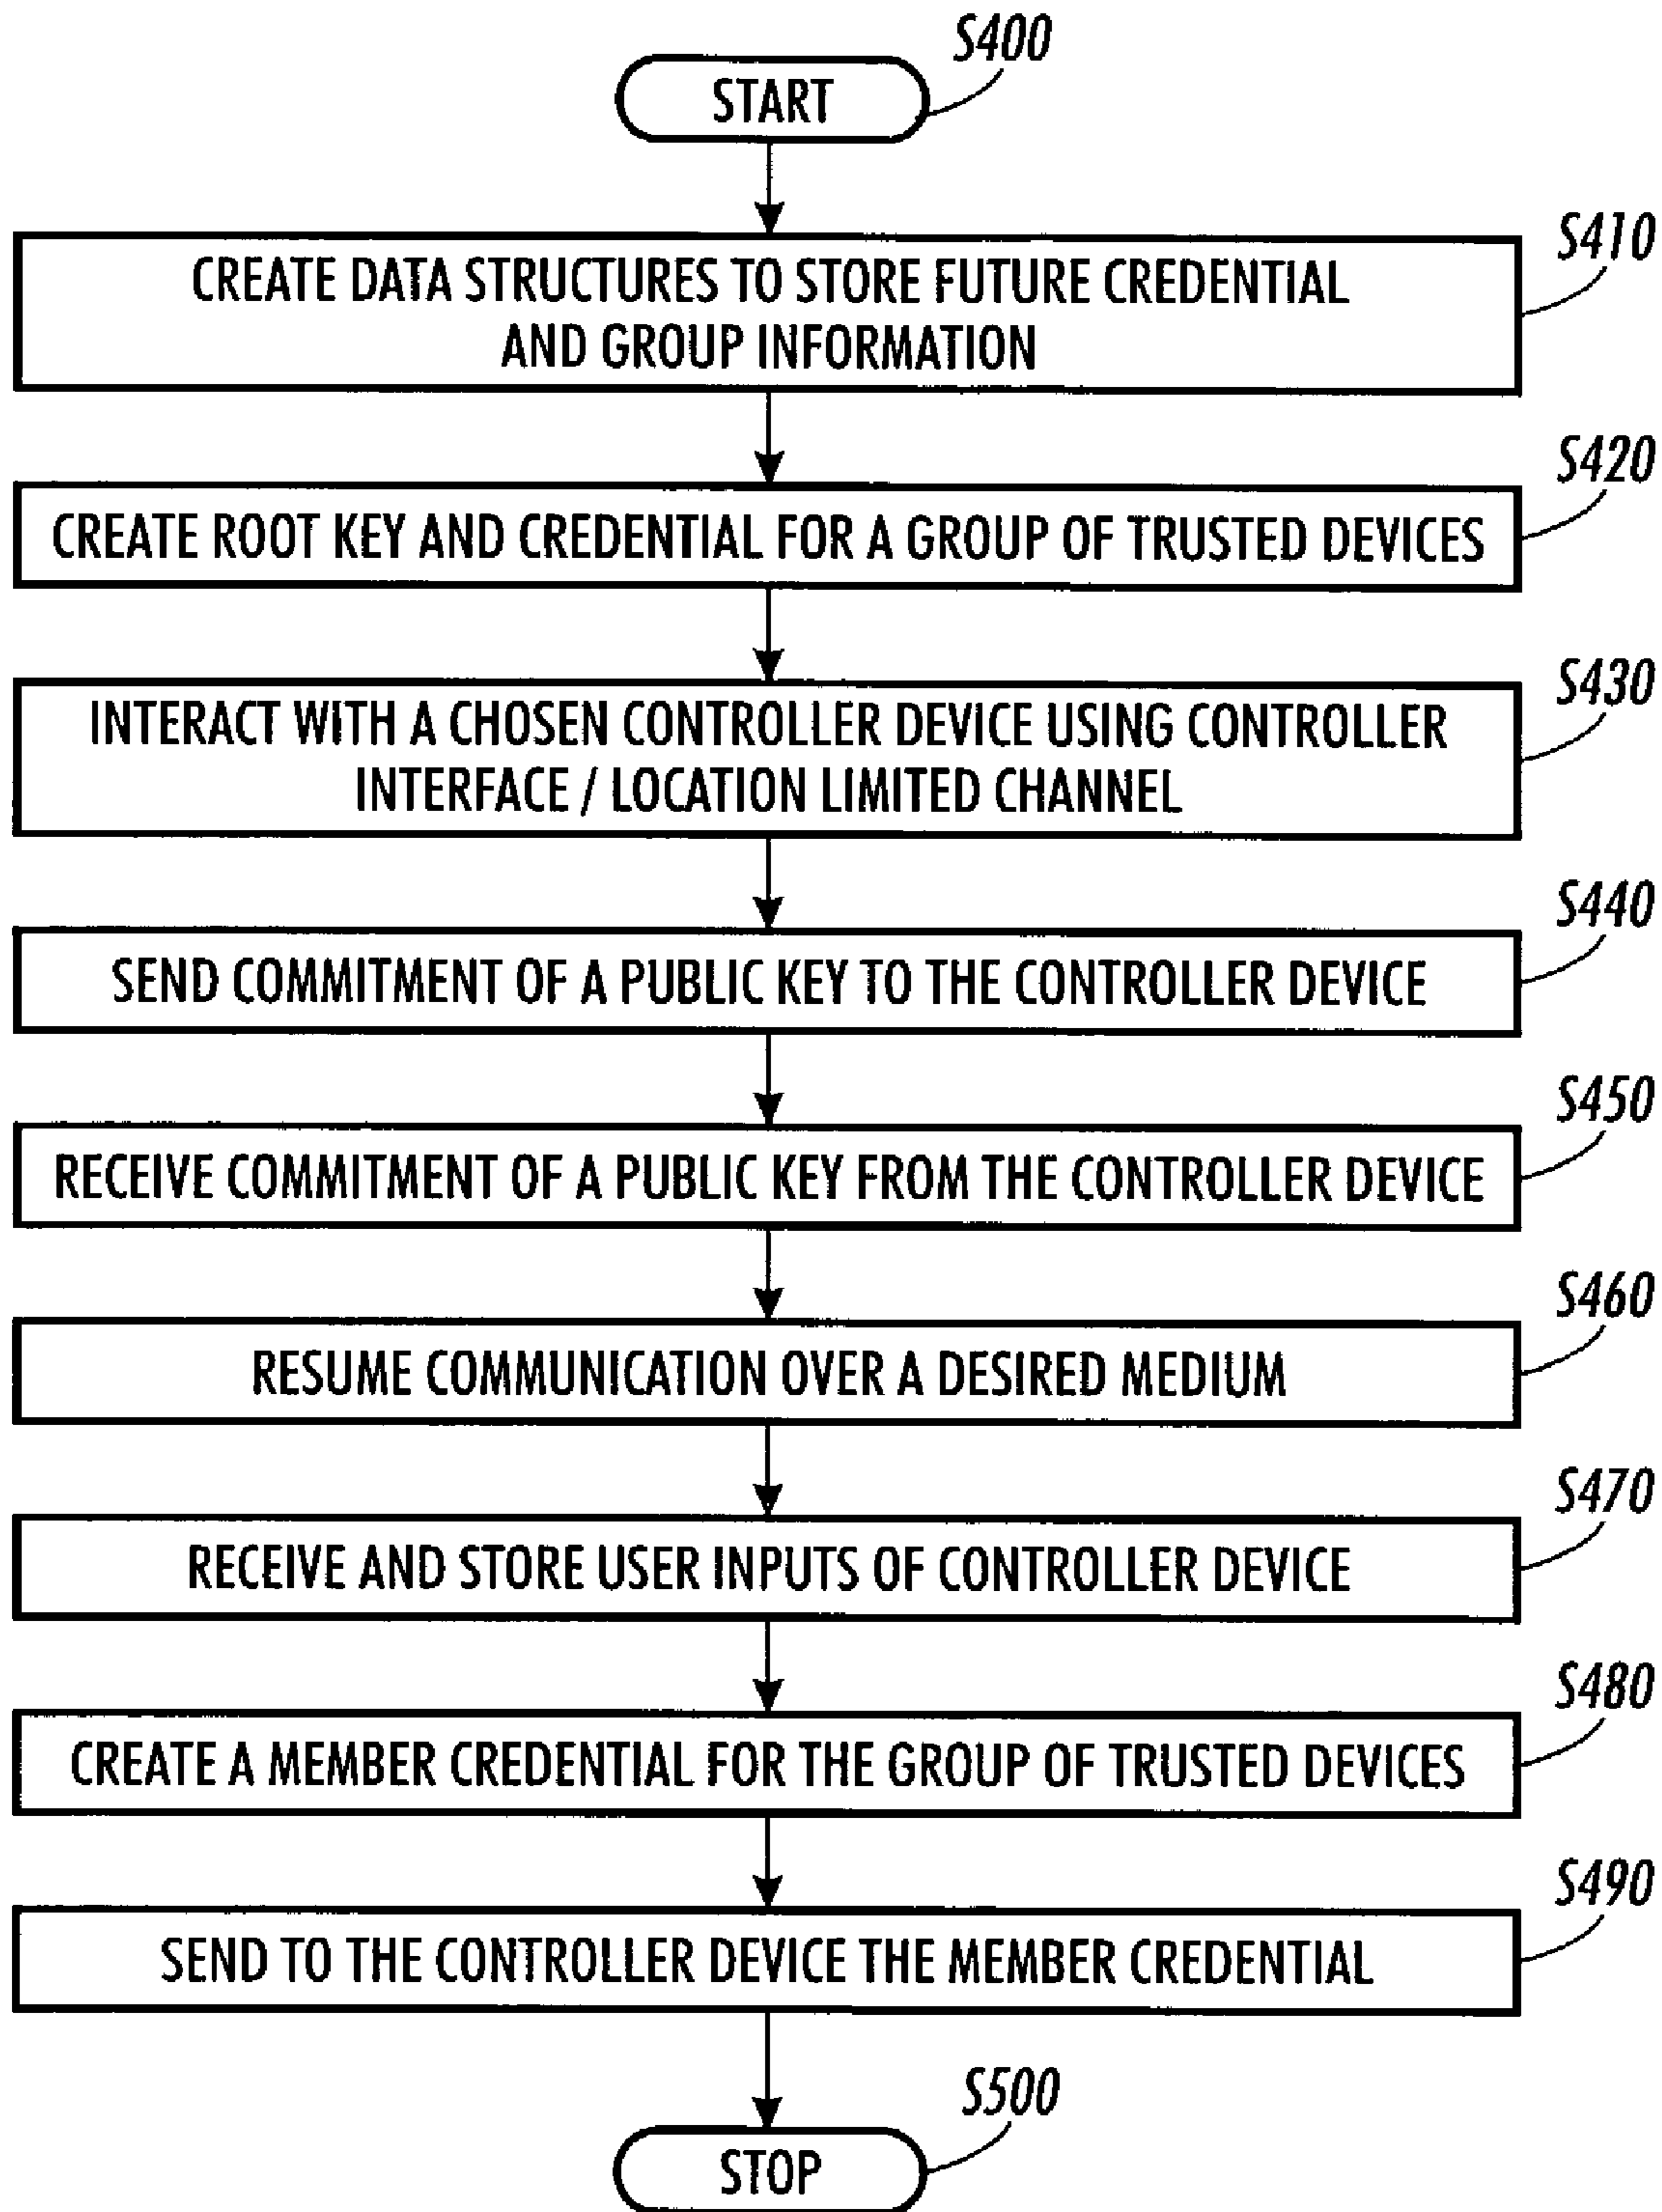 S400
START
S410
CREATE DATA STRUCTURES TO STORE FUTURE CREDENTIAL
AND GROUP INFORMATION
S420
CREATE ROOT KEY AND CREDENTIAL FOR A GROUP OF TRUSTED DEVICES
S430
INTERACT WITH A CHOSEN CONTROLLER DEVICE USING CONTROLLER
INTERFACE / LOCATION LIMITED CHANNEL
S440
SEND COMMITMENT OF A PUBLIC KEY TO THE CONTROLLER DEVICE
S450
RECEIVE COMMITMENT OF A PUBLIC KEY FROM THE CONTROLLER DEVICE
S460
RESUME COMMUNICATION OVER A DESIRED MEDIUM
S470
RECEIVE AND STORE USER INPUTS OF CONTROLLER DEVICE
S480
CREATE A MEMBER CREDENTIAL FOR THE GROUP OF TRUSTED DEVICES
S490
SEND TO THE CONTROLLER DEVICE THE MEMBER CREDENTIAL
S500
STOP